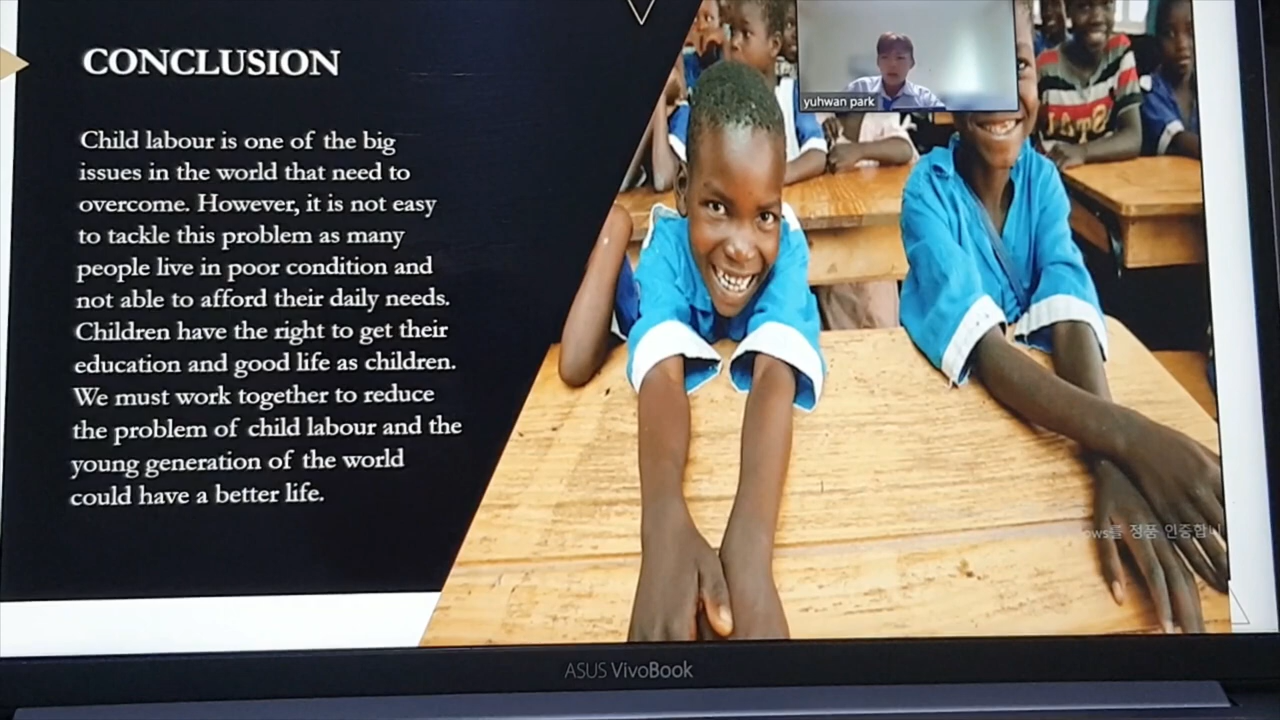 CONCLUSION
Child labour is one of the big
issues in the world that need to
overcome. However, it is not easy
to tackle this problem as many
people live in poor condition and
not able to afford their daily needs.
Children have the right to get their
education and good life as children.
We must work together to reduce
the problem of child labour and the
young generation of the world
could have a better life.
yuhwan park
정품 인증합니
ASUS VivoBook